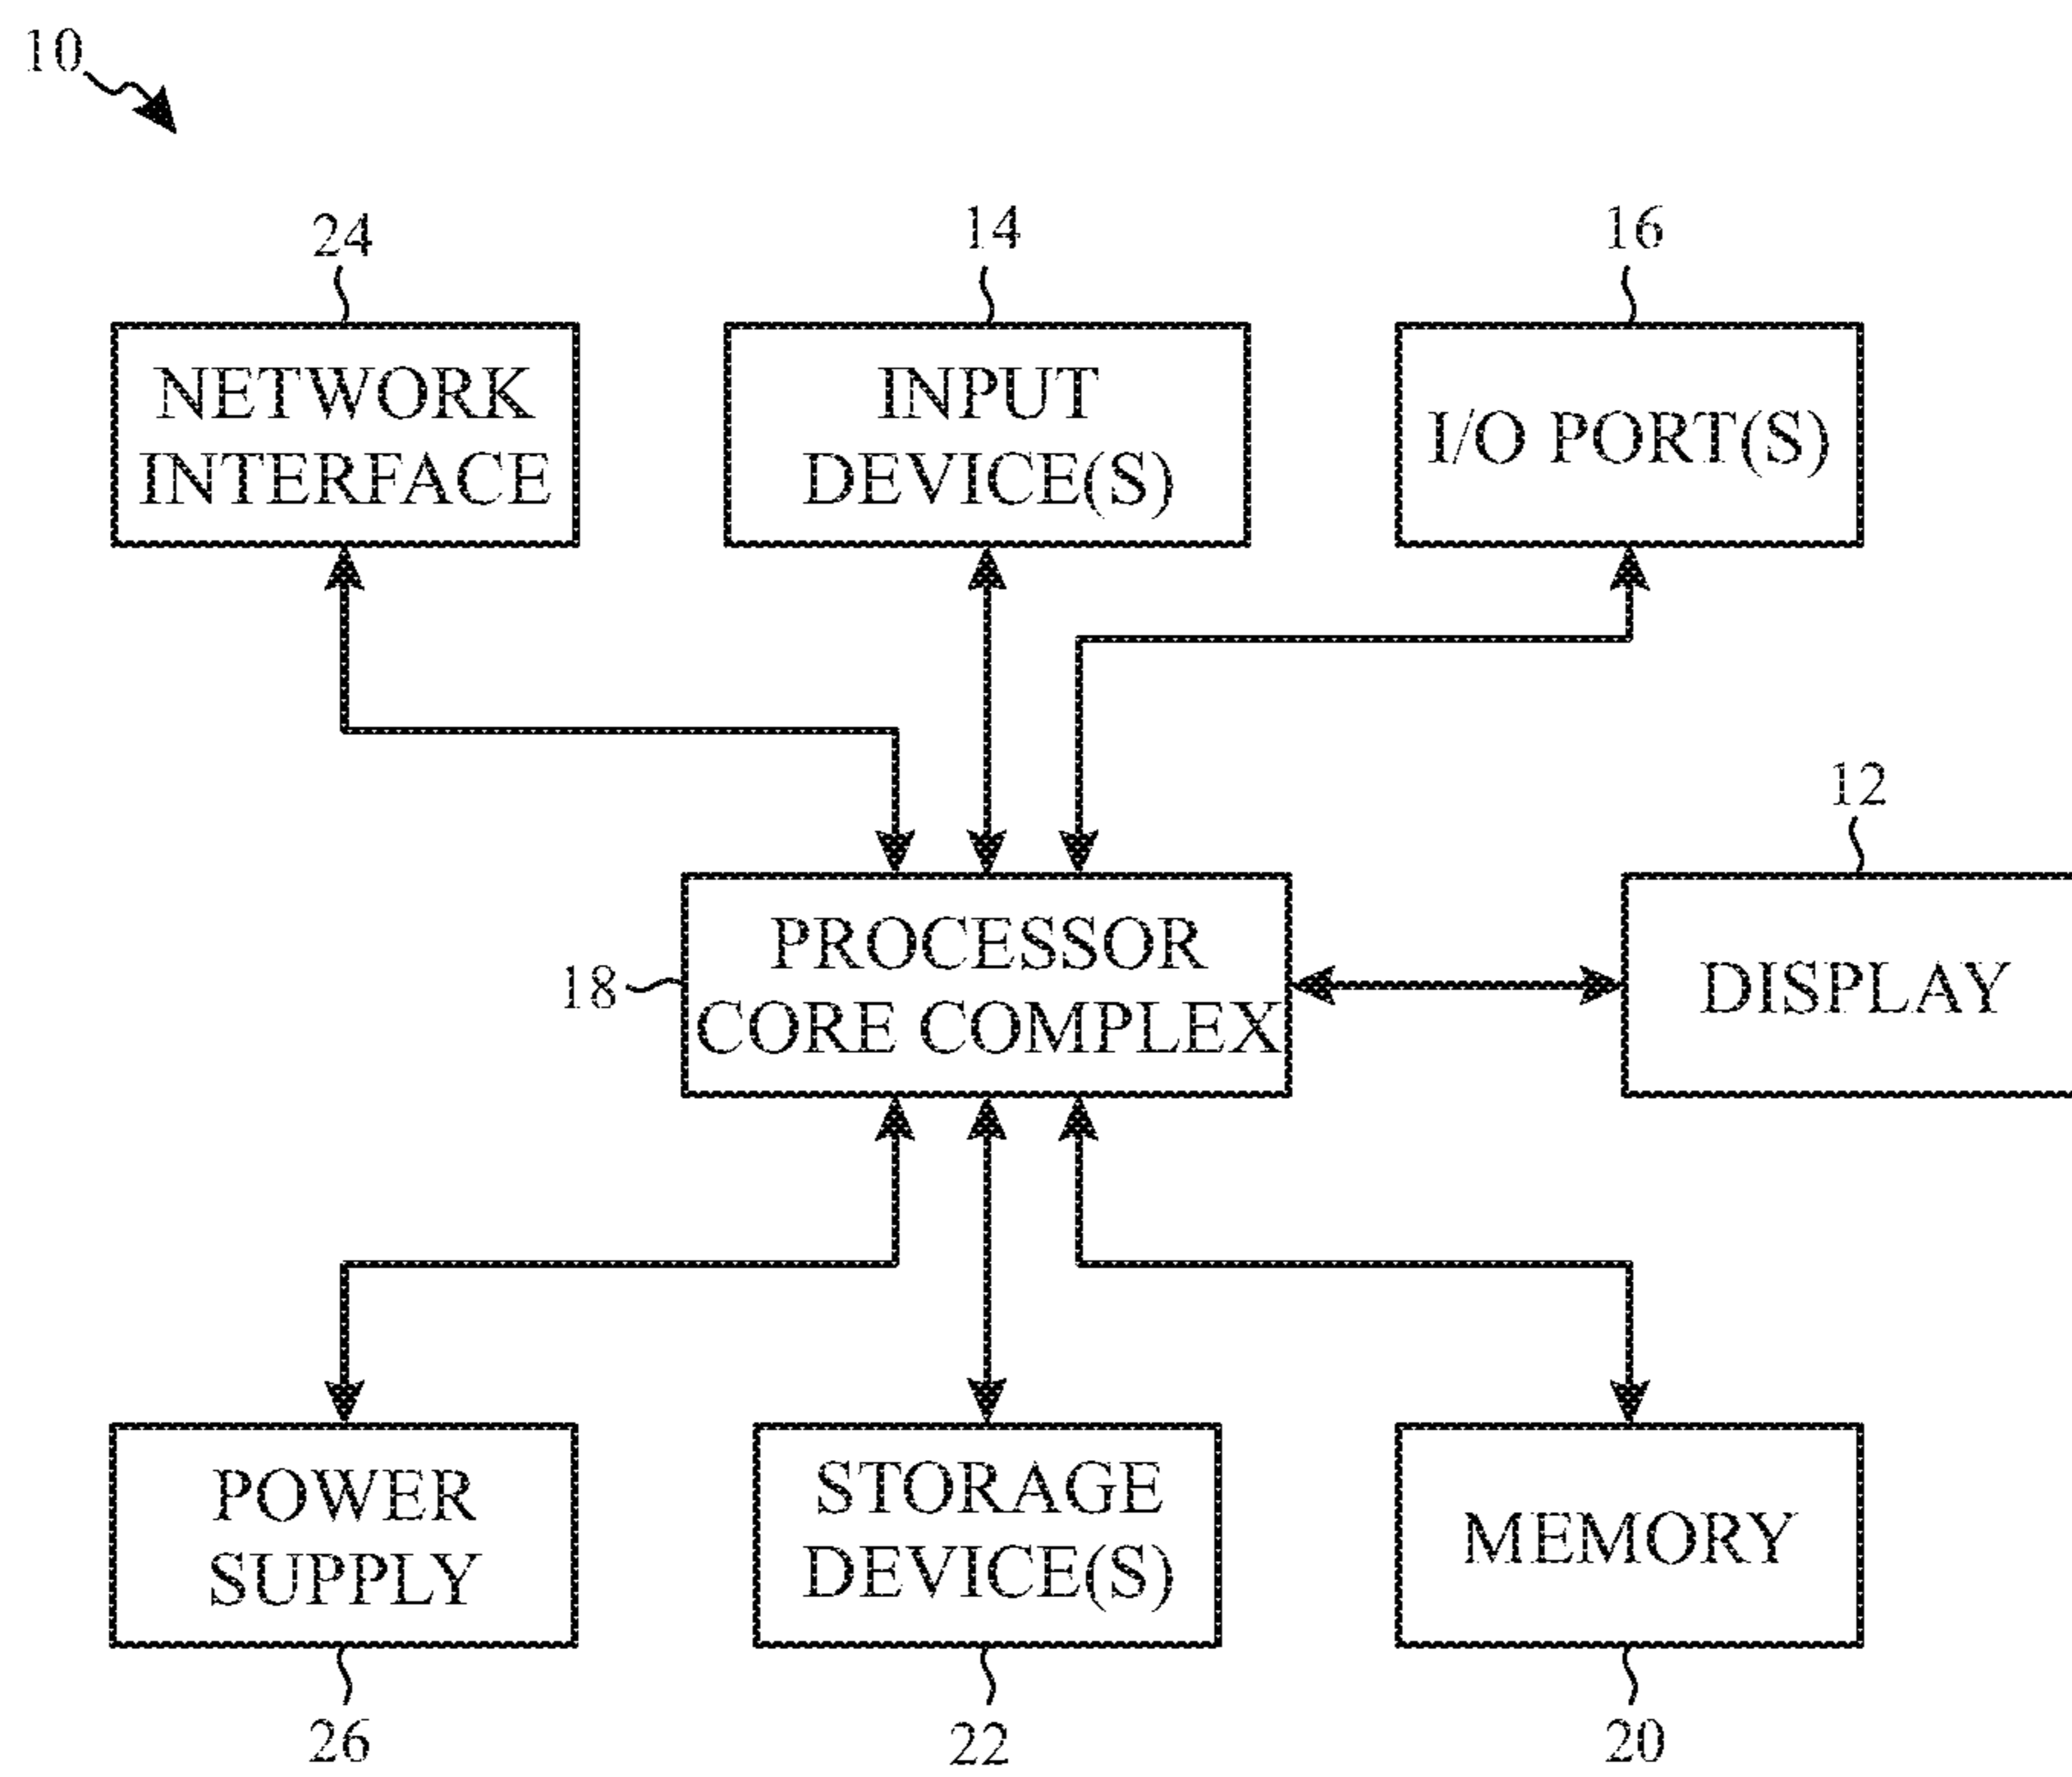 10
24
14
16
NETWORK
INTERFACE
INPUT
DEVICE(S)
I/O PORT(S)
12
18
PROCESSOR
CORE COMPLEX
DISPLAY
POWER
SUPPLY
STORAGE
DEVICE(S)
MEMORY
26
22
20